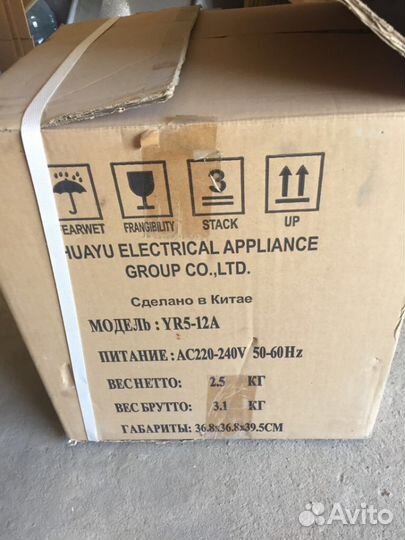 FEARWET FRANGIBILITY STACK UP
3
HUAYU ELECTRICAL APPLIANCE
GROUP CO.,LTD.
Сделано в Китае
МОДЕЛЬ : YR5-12A
ПИТАНИЕ : AC220-240V 50-60Hz
ВЕС НЕТТО: 2.5 КГ
ВЕС БРУТТО: 3.1 КГ
ГАБАРИТЫ: 36.8x36.8x39.5CM
Avito